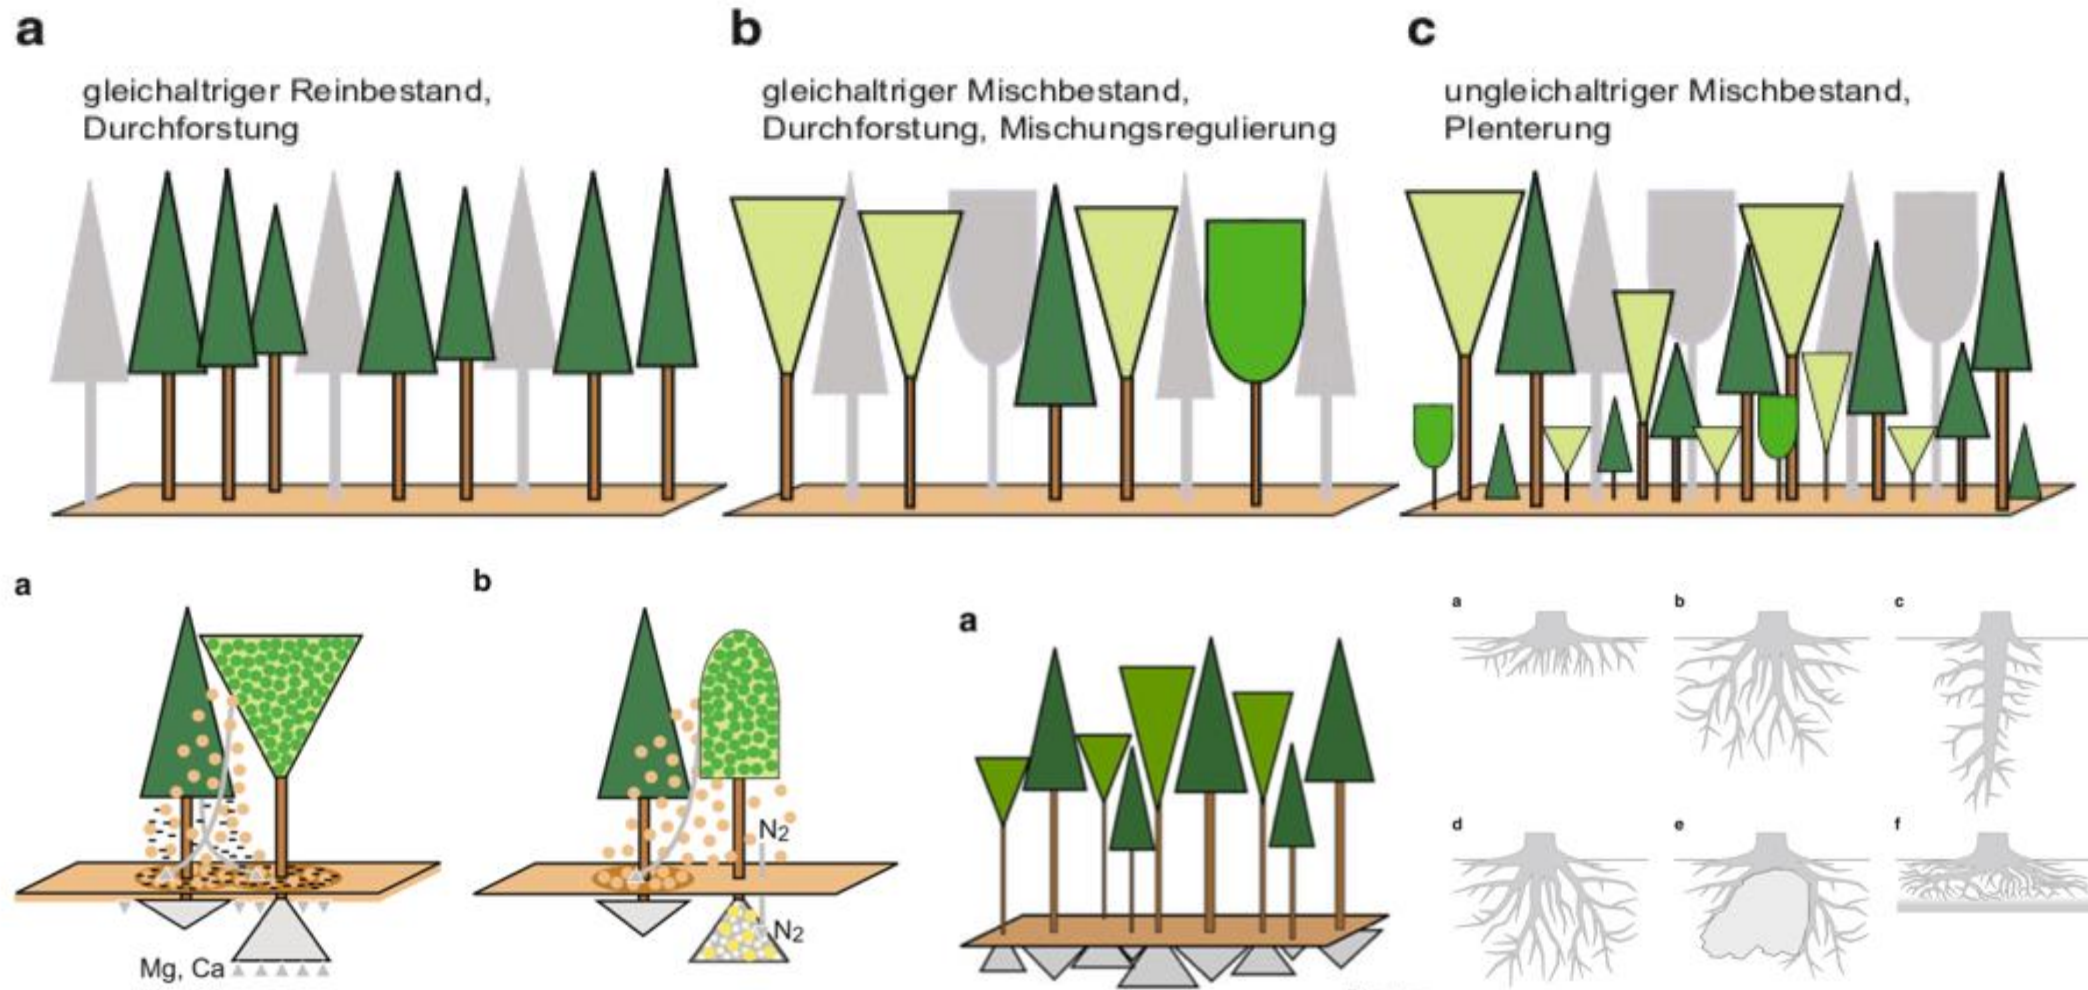 a
gleichaltriger Reinbestand,
Durchforstung
b
gleichaltriger Mischbestand,
Durchforstung, Mischungsregulierung
c
ungleichaltriger Mischbestand,
Plenterung
a
Mg, Ca
b
N2
N2
a
a
b
c
d
e
f